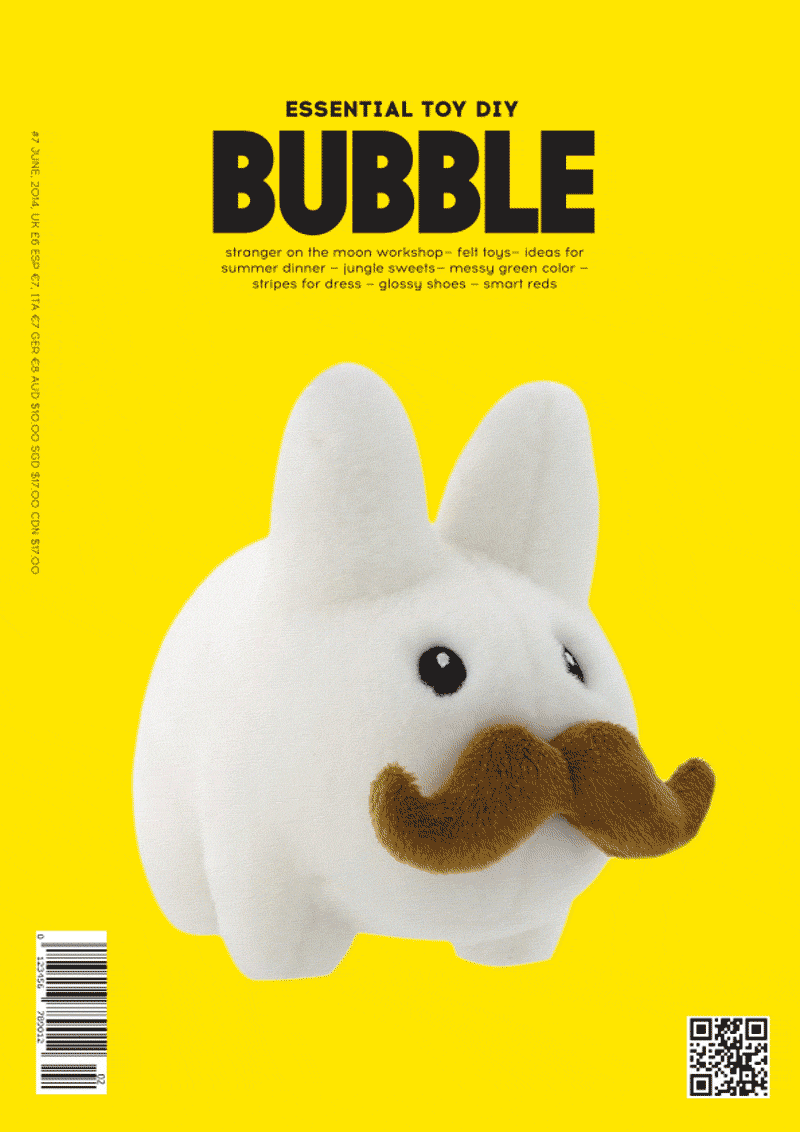 ESSENTIAL TOY DIY
BUBBLE
stranger on the moon workshop– felt toys– ideas for
summer dinner – jungle sweets– messy green color –
stripes for dress – glossy shoes – smart reds
#7 JUNE, 2014, UK £6 ESP €7, ITA €7 GER €8 AUD $10.00 SGD $17.00 CDN $17.00
0 123456 789012
02